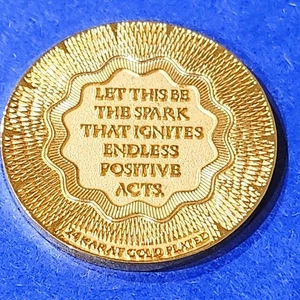 LET THIS BE
THE SPARK
THAT IGNITES
ENDLESS
POSITIVE
ACTS.
24 KARAT GOLD PLATED